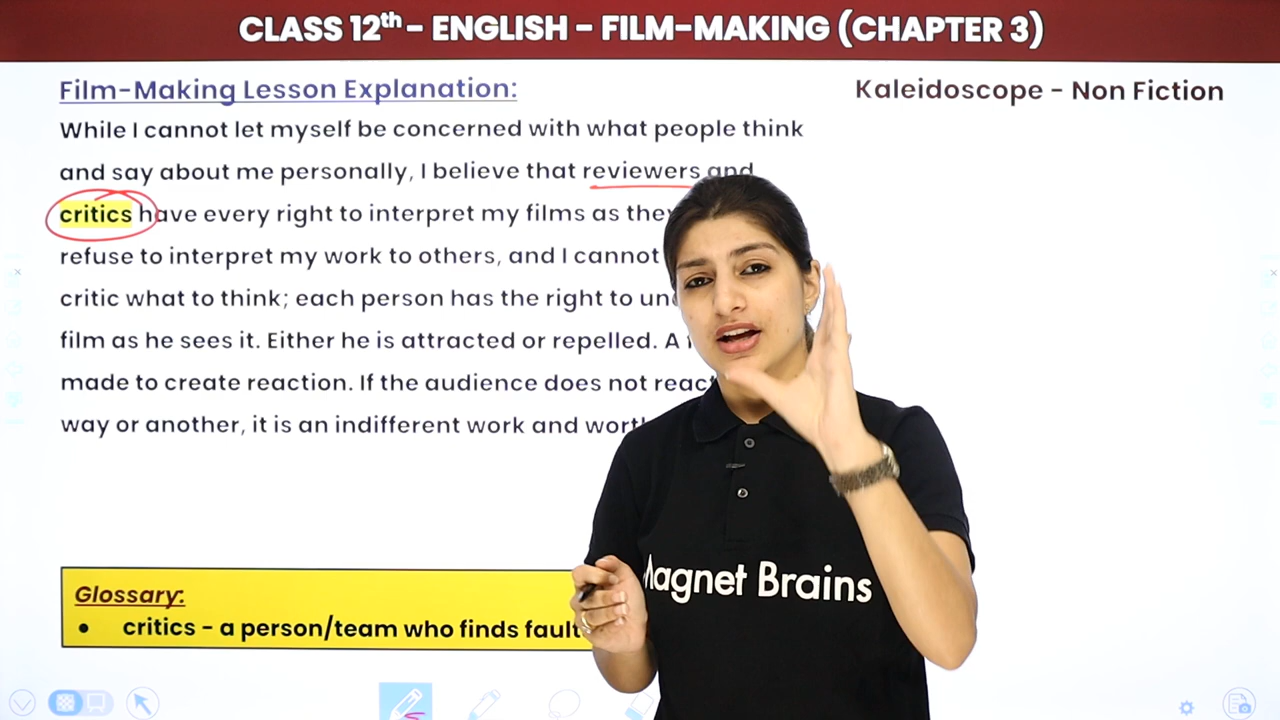 CLASS 12th - ENGLISH - FILM-MAKING (CHAPTER 3)
Film-Making Lesson Explanation:
Kaleidoscope - Non Fiction
While I cannot let myself be concerned with what people think
and say about me personally, I believe that reviewers and
critics have every right to interpret my films as they
refuse to interpret my work to others, and I cannot
critic what to think; each person has the right to
film as he sees it. Either he is attracted or repelled. A
made to create reaction. If the audience does not react
way or another, it is an indifferent work and
Glossary:
• critics - a person/team who finds fault
Magnet Brains